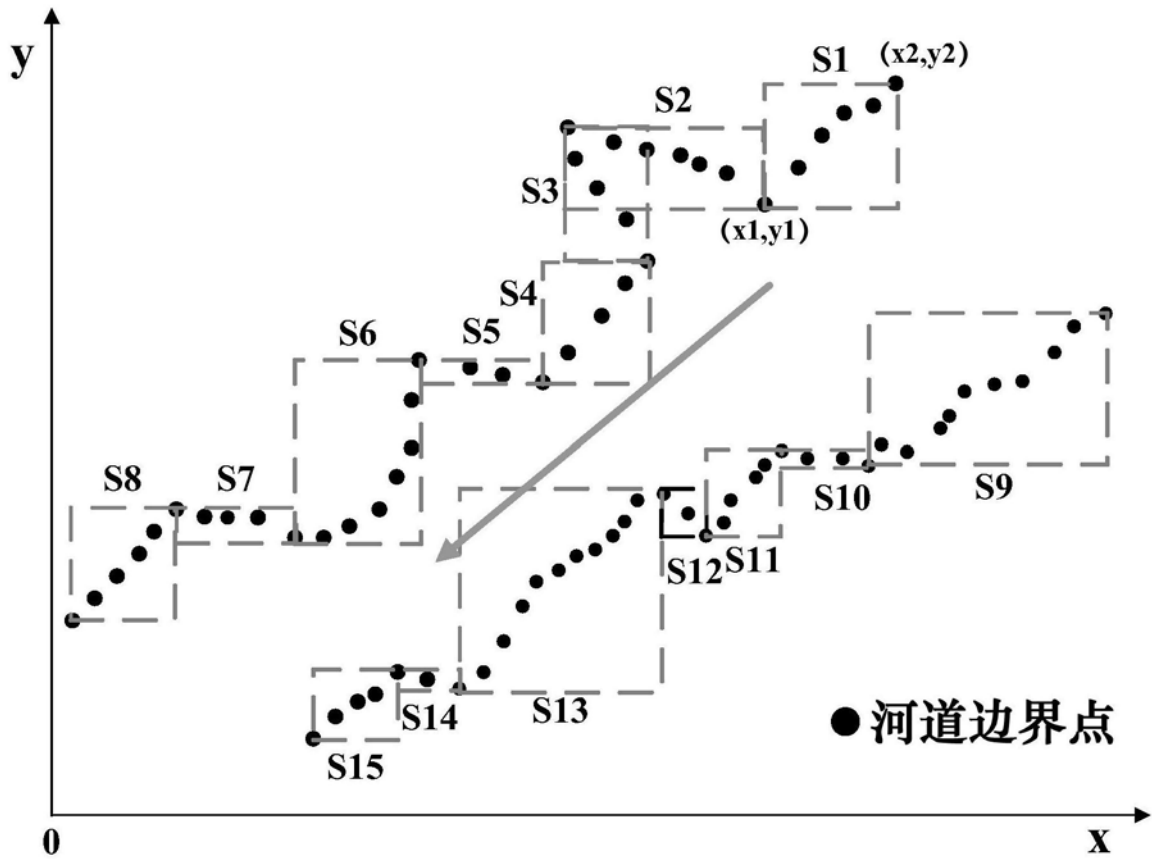 y
S1
(x2,y2)
S2
S3
(x1,y1)
S4
S6
S5
S8
S7
S10
S9
S12
S11
S13
S14
S15
河道边界点
0
x